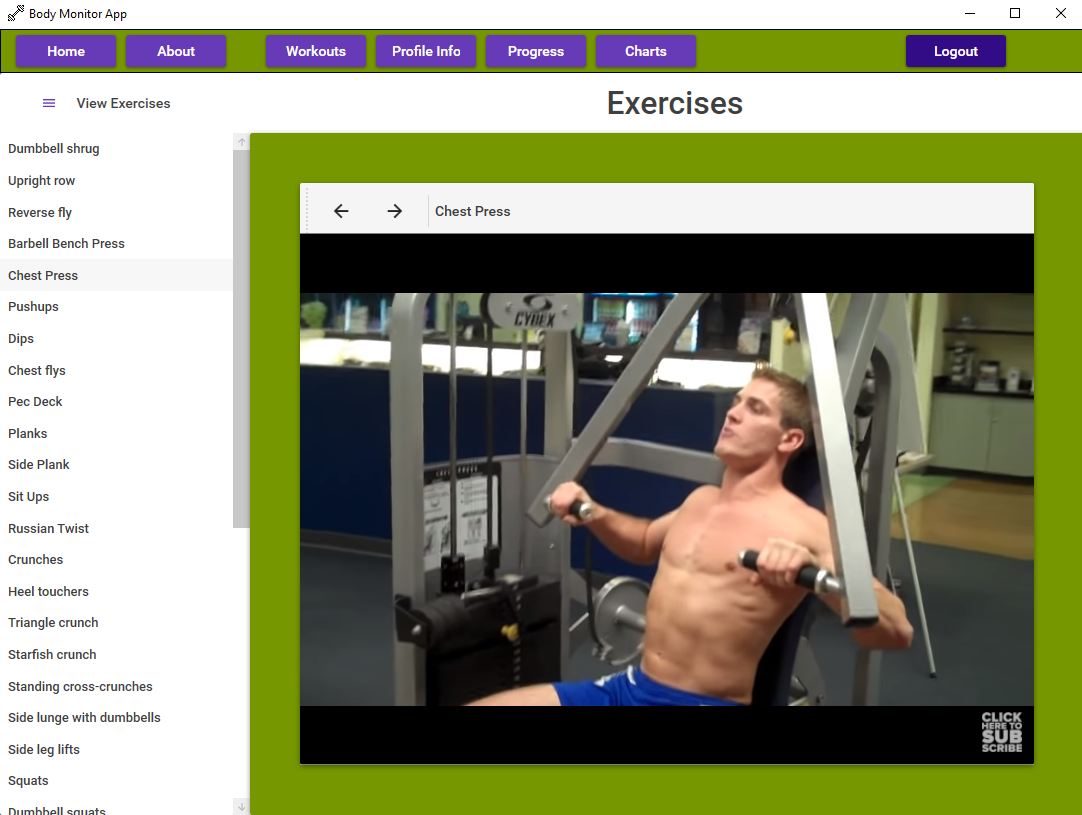 Body Monitor App
Home About Workouts Profile Info Progress Charts Logout
View Exercises
Exercises
Dumbbell shrug
Upright row
Reverse fly
Barbell Bench Press
Chest Press
Pushups
Dips
Chest flys
Pec Deck
Planks
Side Plank
Sit Ups
Russian Twist
Crunches
Heel touchers
Triangle crunch
Starfish crunch
Standing cross-crunches
Side lunge with dumbbells
Side leg lifts
Squats
Dumbbell squats
Chest Press
CYBEX
CLICK
HERE TO
SUB
SCRIBE